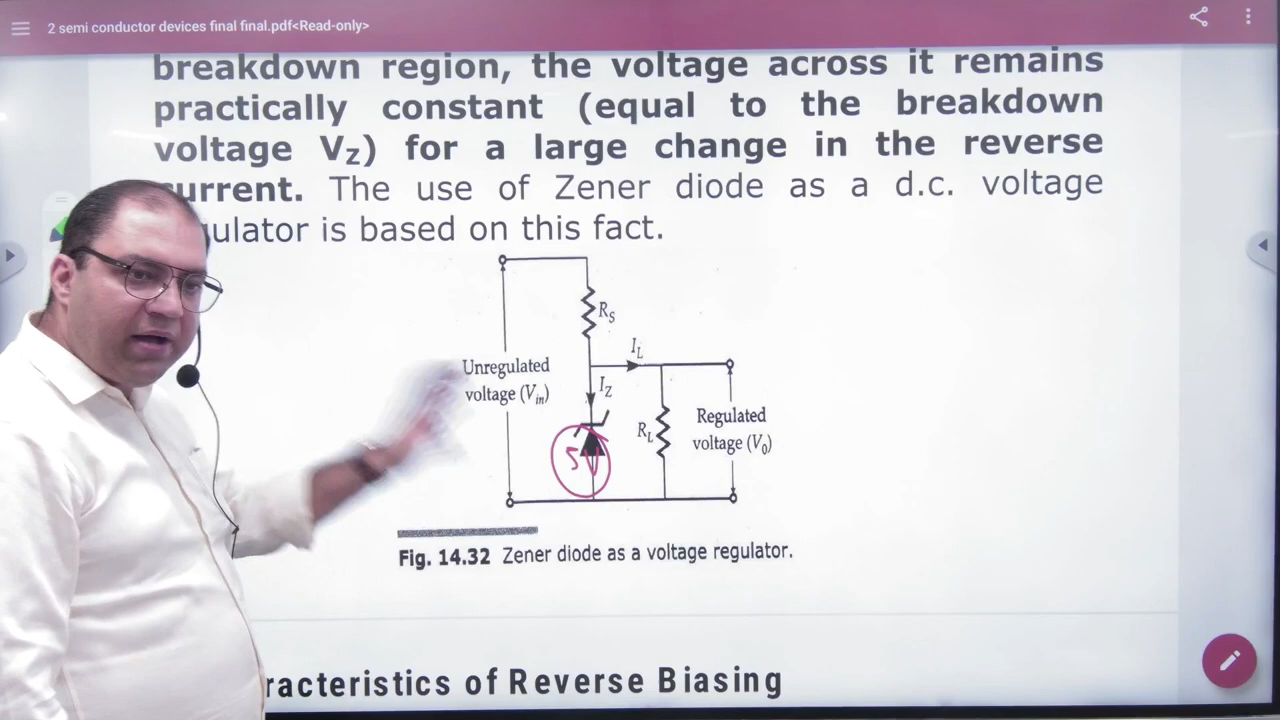 2 semi conductor devices final final.pdf<Read-only>
breakdown region, the voltage across it remains
practically constant (equal to the breakdown
voltage VZ) for a large change in the reverse
urrent. The use of Zener diode as a d.c. voltage
ulator is based on this fact.
RS
IL
Unregulated
voltage (Vin)
IZ
RL
Regulated
voltage (V0)
5V
Fig. 14.32 Zener diode as a voltage regulator.
racteristics of Reverse Biasing